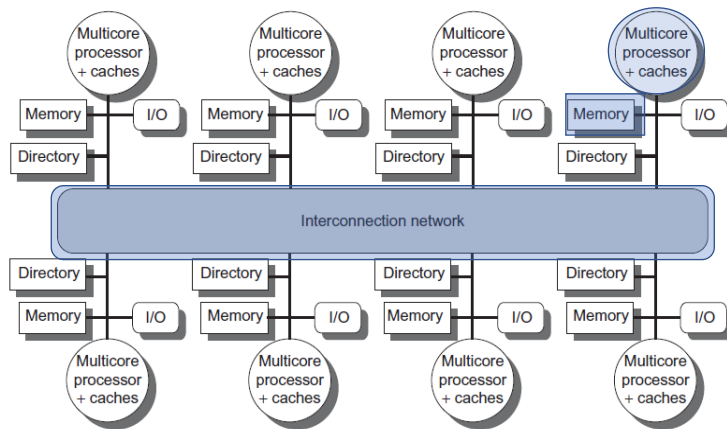 Multicore Multicore Multicore Multicore
processor processor processor processor
+ caches + caches + caches + caches
Memory I/O Memory I/O Memory I/O Memory I/O
Directory Directory Directory Directory
Interconnection network
Directory Directory Directory Directory
Memory I/O Memory I/O Memory I/O Memory I/O
Multicore Multicore Multicore Multicore
processor processor processor processor
+ caches + caches + caches + caches